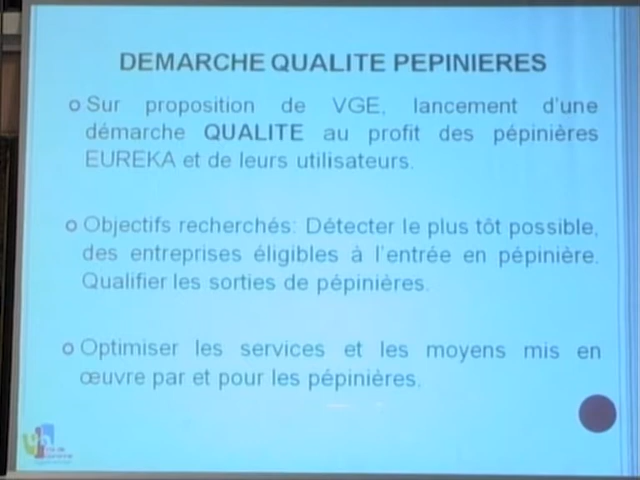 DEMARCHE QUALITE PEPINIERES
o Sur proposition de VGE, lancement d'une
démarche QUALITE au profit des pépinières
EUREKA et de leurs utilisateurs.
o Objectifs recherchés: Détecter le plus tôt possible,
des entreprises éligibles à l'entrée en pépinière.
Qualifier les sorties de pépinières.
o Optimiser les services et les moyens mis en
œuvre par et pour les pépinières.